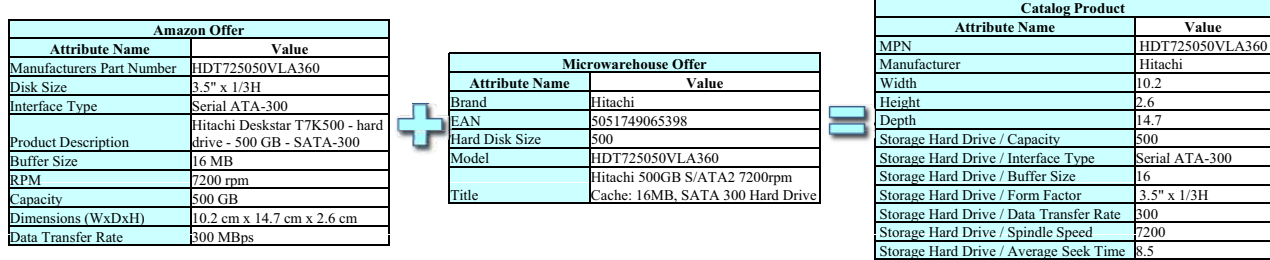 Amazon Offer
Attribute Name Value
Manufacturers Part Number HDT725050VLA360
Disk Size 3.5" x 1/3H
Interface Type Serial ATA-300
Product Description Hitachi Deskstar T7K500 - hard
drive - 500 GB - SATA-300
Buffer Size 16 MB
RPM 7200 rpm
Capacity 500 GB
Dimensions (WxDxH) 10.2 cm x 14.7 cm x 2.6 cm
Data Transfer Rate 300 MBps
Microwarehouse Offer
Attribute Name Value
Brand Hitachi
EAN 5051749065398
Hard Disk Size 500
Model HDT725050VLA360
Title Hitachi 500GB S/ATA2 7200rpm
Cache: 16MB, SATA 300 Hard Drive
Catalog Product
Attribute Name Value
MPN HDT725050VLA360
Manufacturer Hitachi
Width 10.2
Height 2.6
Depth 14.7
Storage Hard Drive / Capacity 500
Storage Hard Drive / Interface Type Serial ATA-300
Storage Hard Drive / Buffer Size 16
Storage Hard Drive / Form Factor 3.5" x 1/3H
Storage Hard Drive / Data Transfer Rate 300
Storage Hard Drive / Spindle Speed 7200
Storage Hard Drive / Average Seek Time 8.5